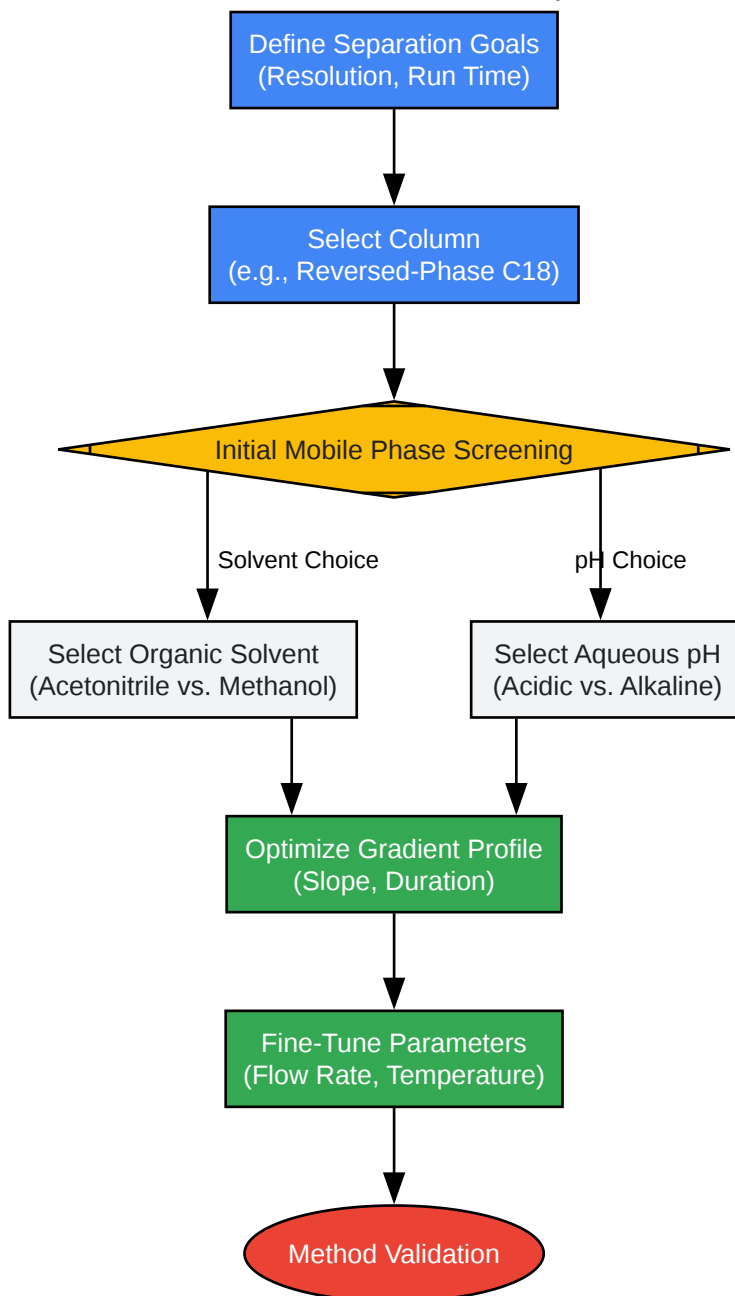 Define Separation Goals
(Resolution, Run Time)
Select Column
(e.g., Reversed-Phase C18)
Initial Mobile Phase Screening
Solvent Choice
pH Choice
Select Organic Solvent
(Acetonitrile vs. Methanol)
Select Aqueous pH
(Acidic vs. Alkaline)
Optimize Gradient Profile
(Slope, Duration)
Fine-Tune Parameters
(Flow Rate, Temperature)
Method Validation